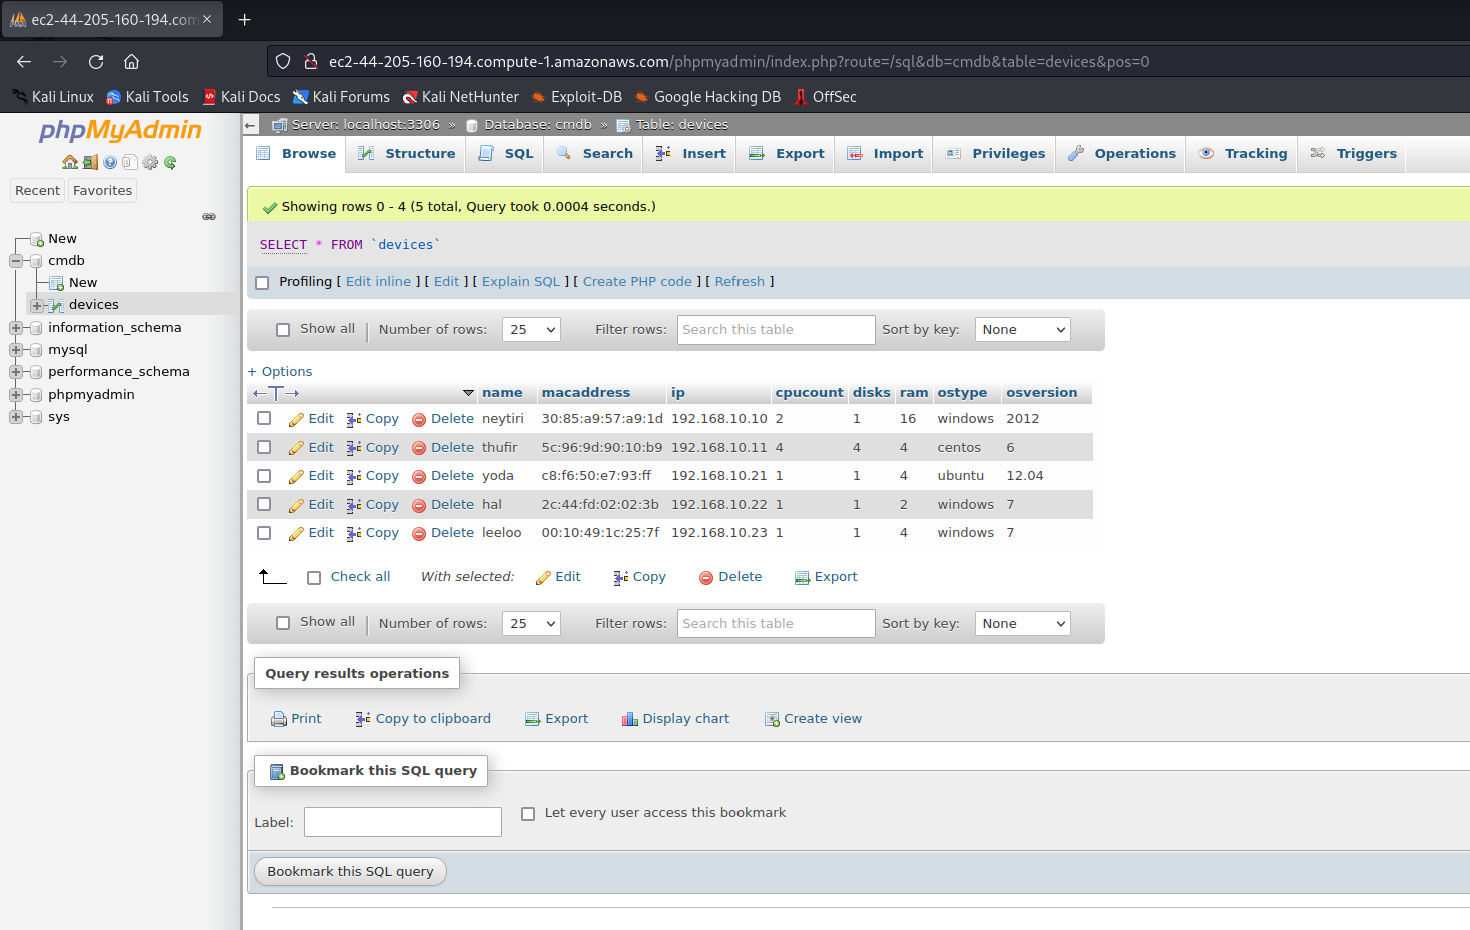 ec2-44-205-160-194.com
ec2-44-205-160-194.compute-1.amazonaws.com/phpmyadmin/index.php?route=/sql&db=cmdb&table=devices&pos=0
Kali Linux Kali Tools Kali Docs Kali Forums Kali NetHunter Exploit-DB Google Hacking DB OffSec
phpMyAdmin
Recent Favorites
New
cmdb
New
devices
information_schema
mysql
performance_schema
phpmyadmin
sys
Server: localhost:3306 » Database: cmdb » Table: devices
Browse Structure SQL Search Insert Export Import Privileges Operations Tracking Triggers
Showing rows 0 - 4 (5 total, Query took 0.0004 seconds.)
SELECT * FROM `devices`
Profiling [ Edit inline ] [ Edit ] [ Explain SQL ] [ Create PHP code ] [ Refresh ]
Show all | Number of rows: 25 Filter rows: Search this table Sort by key: None
+ Options
←T→ name macaddress ip cpucount disks ram ostype osversion
Edit Copy Delete neytiri 30:85:a9:57:a9:1d 192.168.10.10 2 1 16 windows 2012
Edit Copy Delete thufir 5c:96:9d:90:10:b9 192.168.10.11 4 4 4 centos 6
Edit Copy Delete yoda c8:f6:50:e7:93:ff 192.168.10.21 1 1 4 ubuntu 12.04
Edit Copy Delete hal 2c:44:fd:02:02:3b 192.168.10.22 1 1 2 windows 7
Edit Copy Delete leeloo 00:10:49:1c:25:7f 192.168.10.23 1 1 4 windows 7
Check all With selected: Edit Copy Delete Export
Show all | Number of rows: 25 Filter rows: Search this table Sort by key: None
Query results operations
Print Copy to clipboard Export Display chart Create view
Bookmark this SQL query
Label: Let every user access this bookmark
Bookmark this SQL query